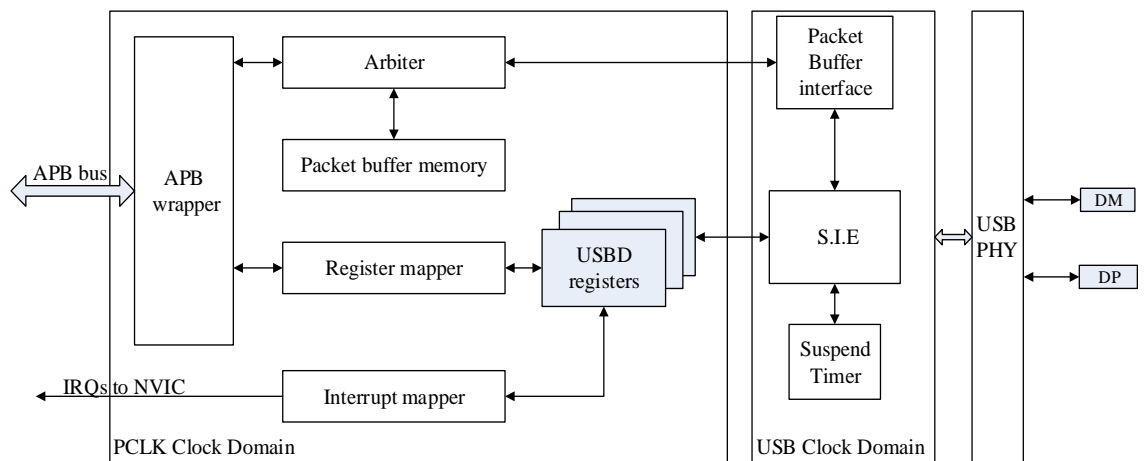 APB bus
APB
wrapper
Arbiter
Packet buffer memory
Register mapper
USBD
registers
IRQs to NVIC
Interrupt mapper
PCLK Clock Domain
Packet
Buffer
interface
S.I.E
Suspend
Timer
USB Clock Domain
USB
PHY
DM
DP